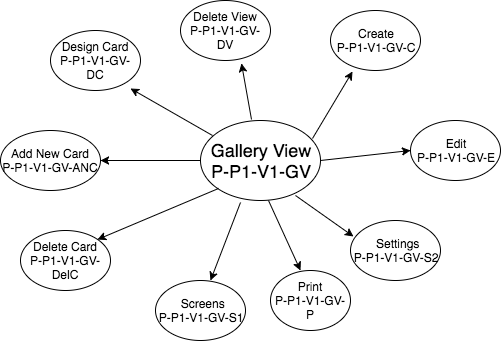 Delete View
P-P1-V1-GV-
DV
Create
P-P1-V1-GV-C
Design Card
P-P1-V1-GV-
DC
Gallery View
P-P1-V1-GV
Edit
P-P1-V1-GV-E
Add New Card
P-P1-V1-GV-ANC
Delete Card
P-P1-V1-GV-
DelC
Settings
P-P1-V1-GV-S2
Screens
P-P1-V1-GV-S1
Print
P-P1-V1-GV-
P